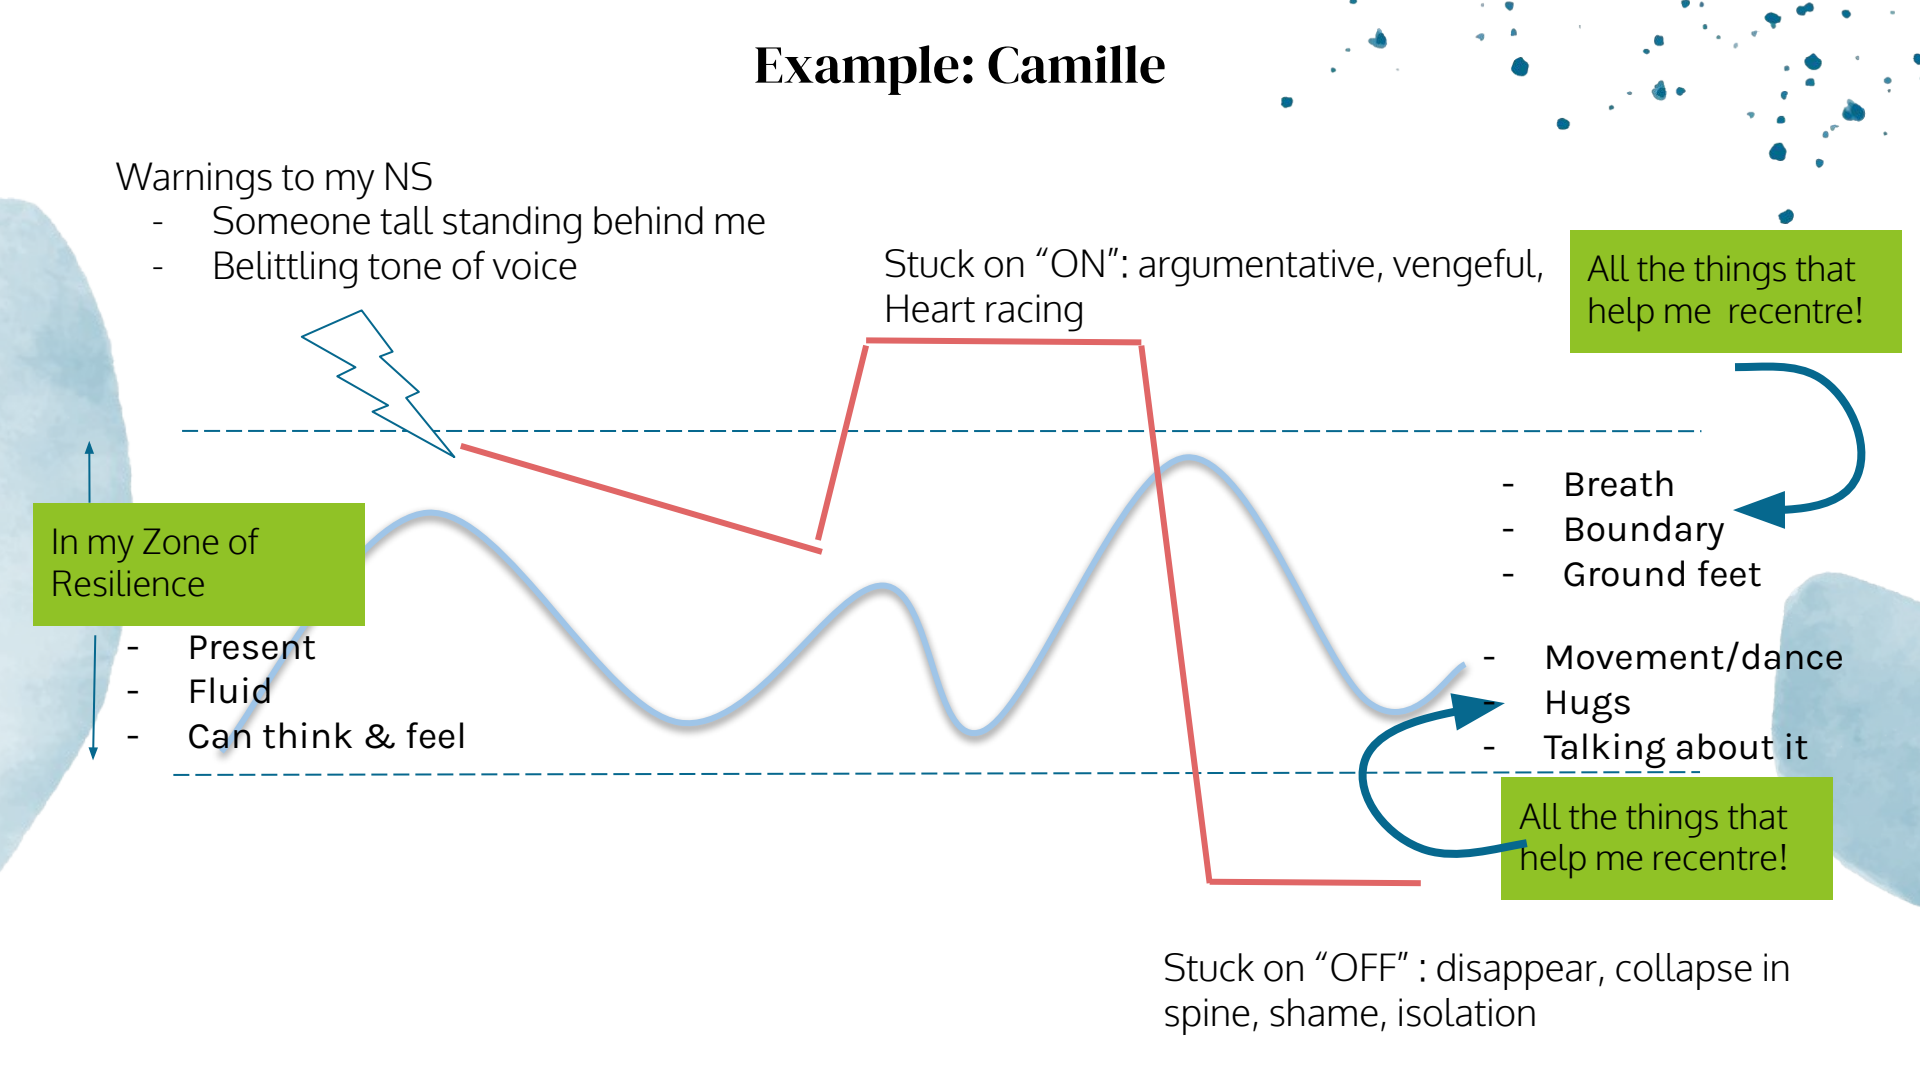 Example: Camille
Warnings to my NS
- Someone tall standing behind me
- Belittling tone of voice
Stuck on “ON”: argumentative, vengeful,
Heart racing
All the things that
help me  recentre!
In my Zone of
Resilience
- Present
- Fluid
- Can think & feel
- Breath
- Boundary
- Ground feet
- Movement/dance
- Hugs
- Talking about it
All the things that
help me recentre!
Stuck on “OFF” : disappear, collapse in
spine, shame, isolation